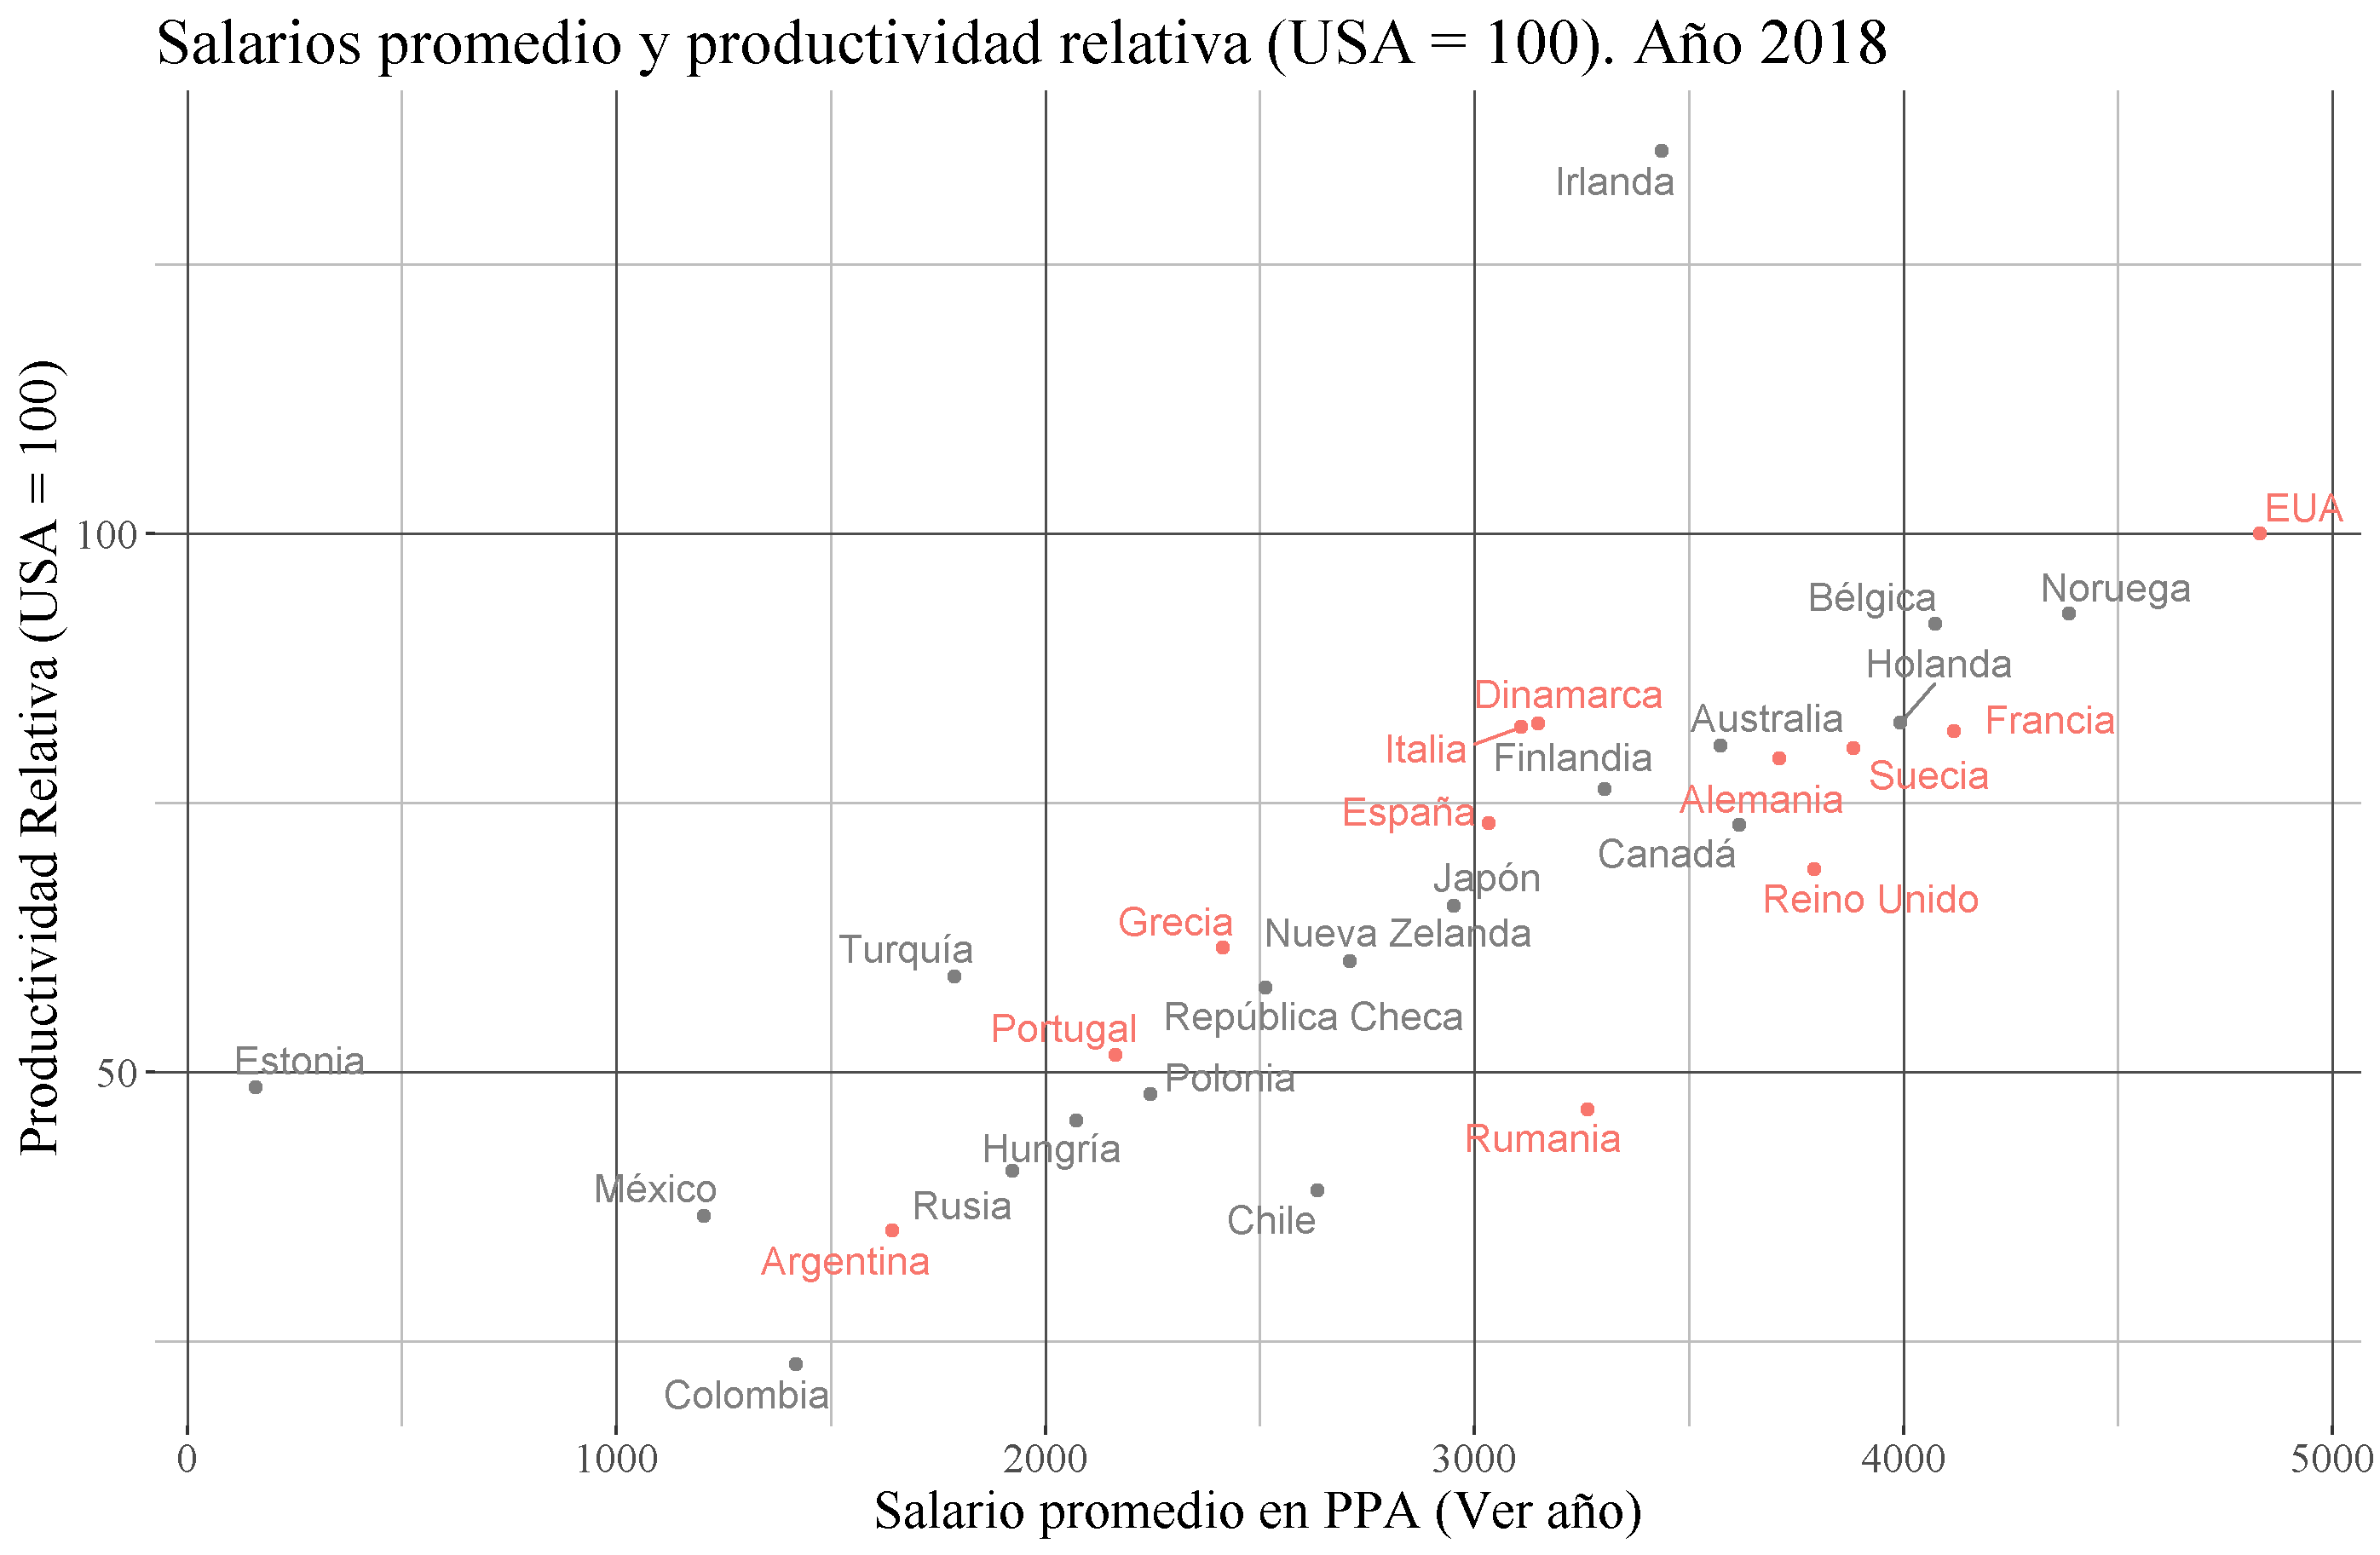 Salarios promedio y productividad relativa (USA = 100). Año 2018
Productividad Relativa (USA = 100)
100
50
Irlanda
EUA
Noruega
Bélgica
Holanda
Dinamarca
Australia
Francia
Italia
Finlandia
Suecia
Alemania
España
Canadá
Japón
Reino Unido
Grecia
Nueva Zelanda
Turquía
República Checa
Portugal
Estonia
Polonia
Rumania
Hungría
México
Rusia
Chile
Argentina
Colombia
0
1000
2000
3000
4000
5000
Salario promedio en PPA (Ver año)